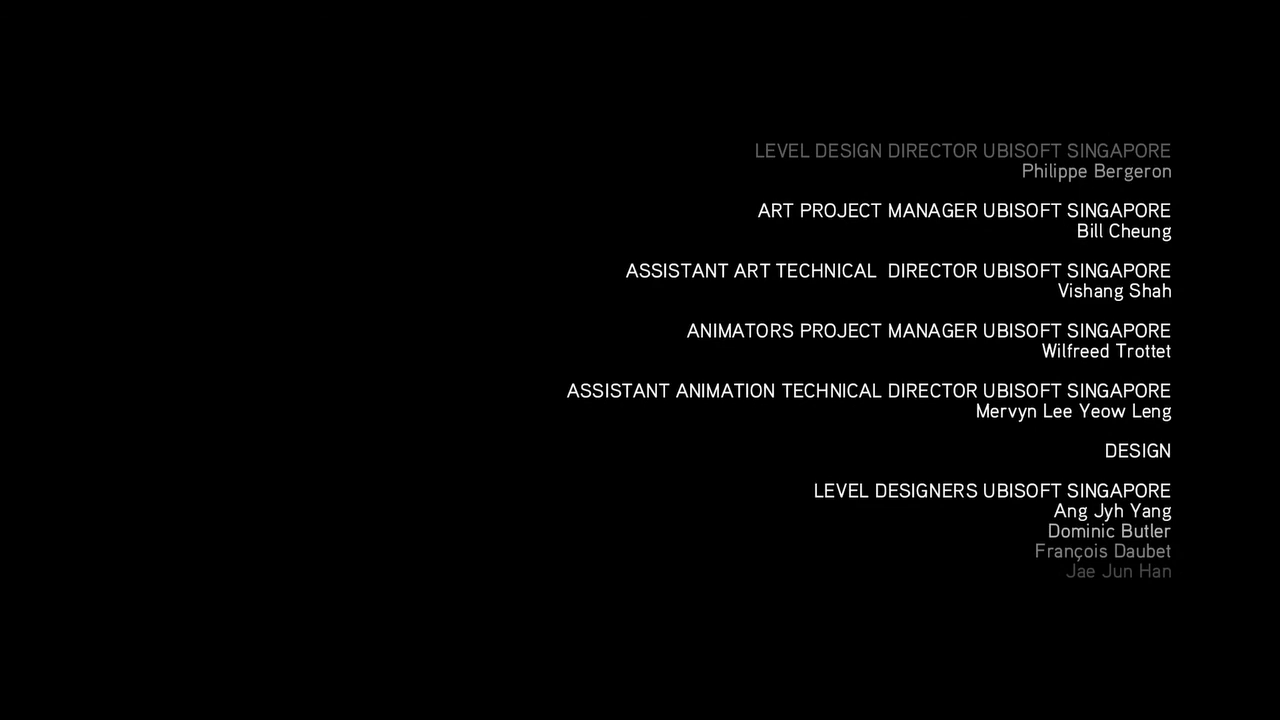 LEVEL DESIGN DIRECTOR UBISOFT SINGAPORE
Philippe Bergeron
ART PROJECT MANAGER UBISOFT SINGAPORE
Bill Cheung
ASSISTANT ART TECHNICAL  DIRECTOR UBISOFT SINGAPORE
Vishang Shah
ANIMATORS PROJECT MANAGER UBISOFT SINGAPORE
Wilfreed Trottet
ASSISTANT ANIMATION TECHNICAL DIRECTOR UBISOFT SINGAPORE
Mervyn Lee Yeow Leng
DESIGN
LEVEL DESIGNERS UBISOFT SINGAPORE
Ang Jyh Yang
Dominic Butler
François Daubet
Jae Jun Han